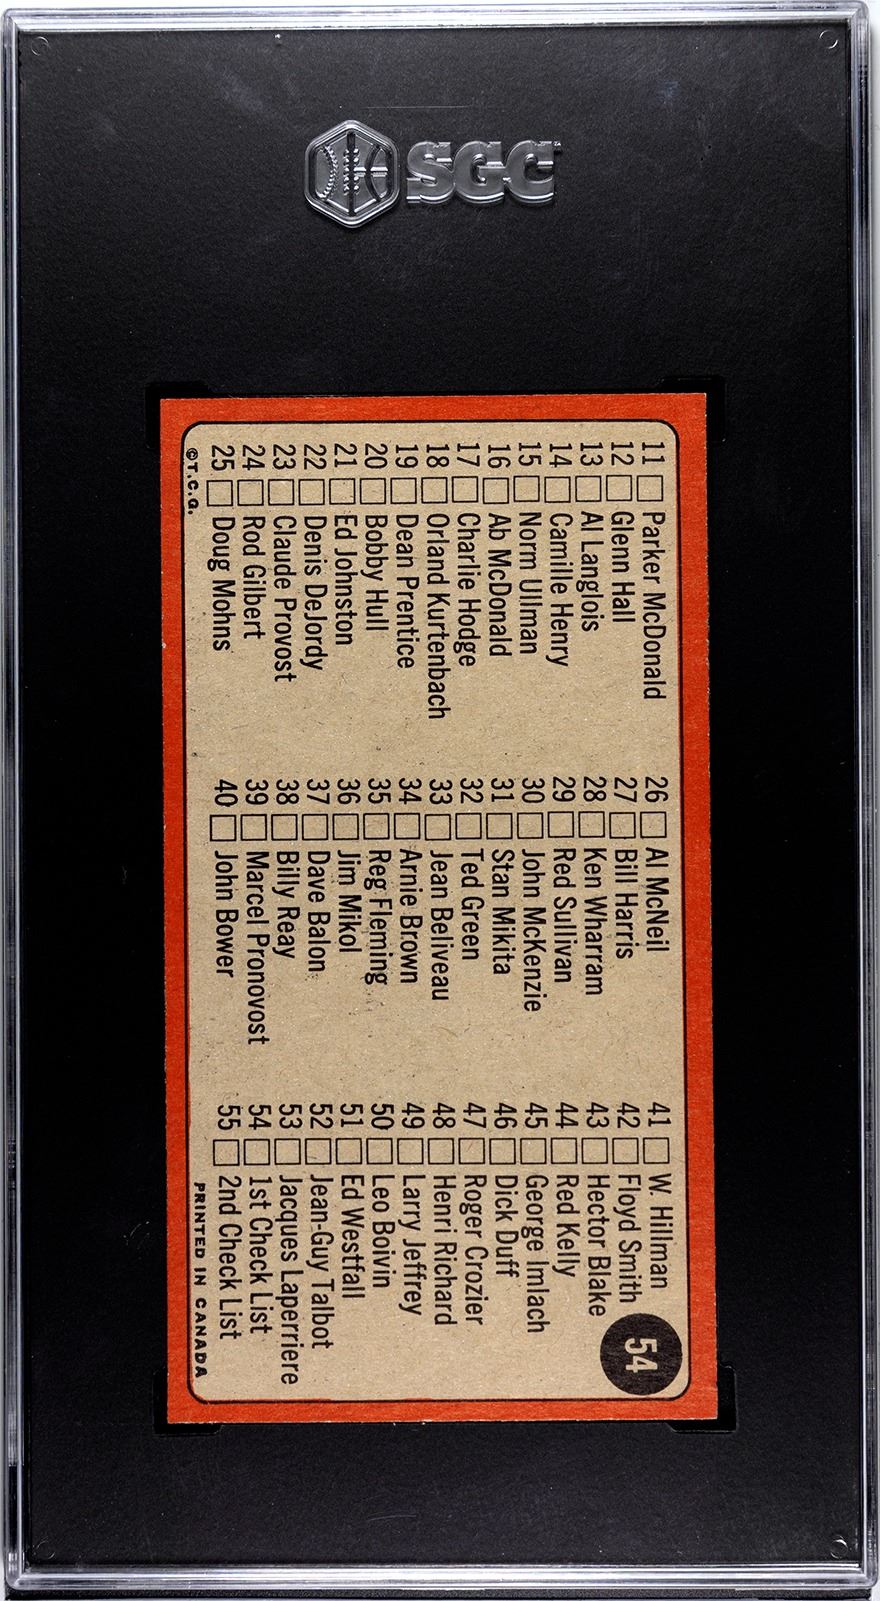 SGC
11 Parker McDonald
12 Glenn Hall
13 Al Langlois
14 Camille Henry
15 Norm Ullman
16 Ab McDonald
17 Charlie Hodge
18 Orland Kurtenbach
19 Dean Prentice
20 Bobby Hull
21 Ed Johnston
22 Denis DeJordy
23 Claude Provost
24 Rod Gilbert
25 Doug Mohns
©T.C.G.
26 Al McNeil
27 Bill Harris
28 Ken Wharram
29 Red Sullivan
30 John McKenzie
31 Stan Mikita
32 Ted Green
33 Jean Beliveau
34 Arnie Brown
35 Reg Fleming
36 Jim Mikol
37 Dave Balon
38 Billy Reay
39 Marcel Pronovost
40 John Bower
41 W. Hillman
42 Floyd Smith
43 Hector Blake
44 Red Kelly
45 George Imlach
46 Dick Duff
47 Roger Crozier
48 Henri Richard
49 Larry Jeffrey
50 Leo Boivin
51 Ed Westfall
52 Jean-Guy Talbot
53 Jacques Laperriere
54 1st Check List
55 2nd Check List
54
PRINTED IN CANADA